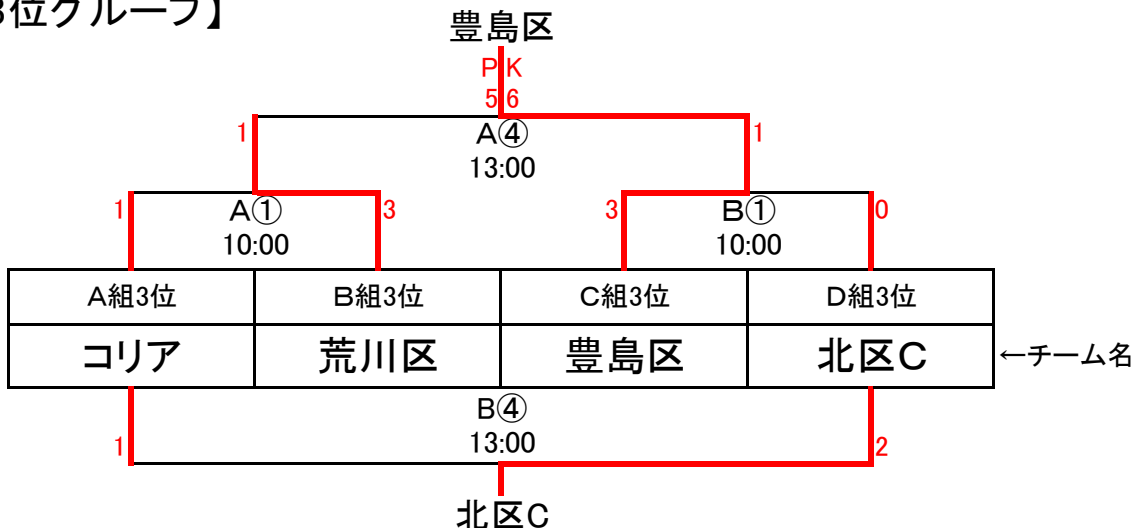 3位グループ】
豊島区
PK
5 6
1 A④ 1
13:00
1 A① 3 3 B① 0
10:00 10:00
A組3位 B組3位 C組3位 D組3位
コリア 荒川区 豊島区 北区C ←チーム名
B④
1 13:00 2
北区C